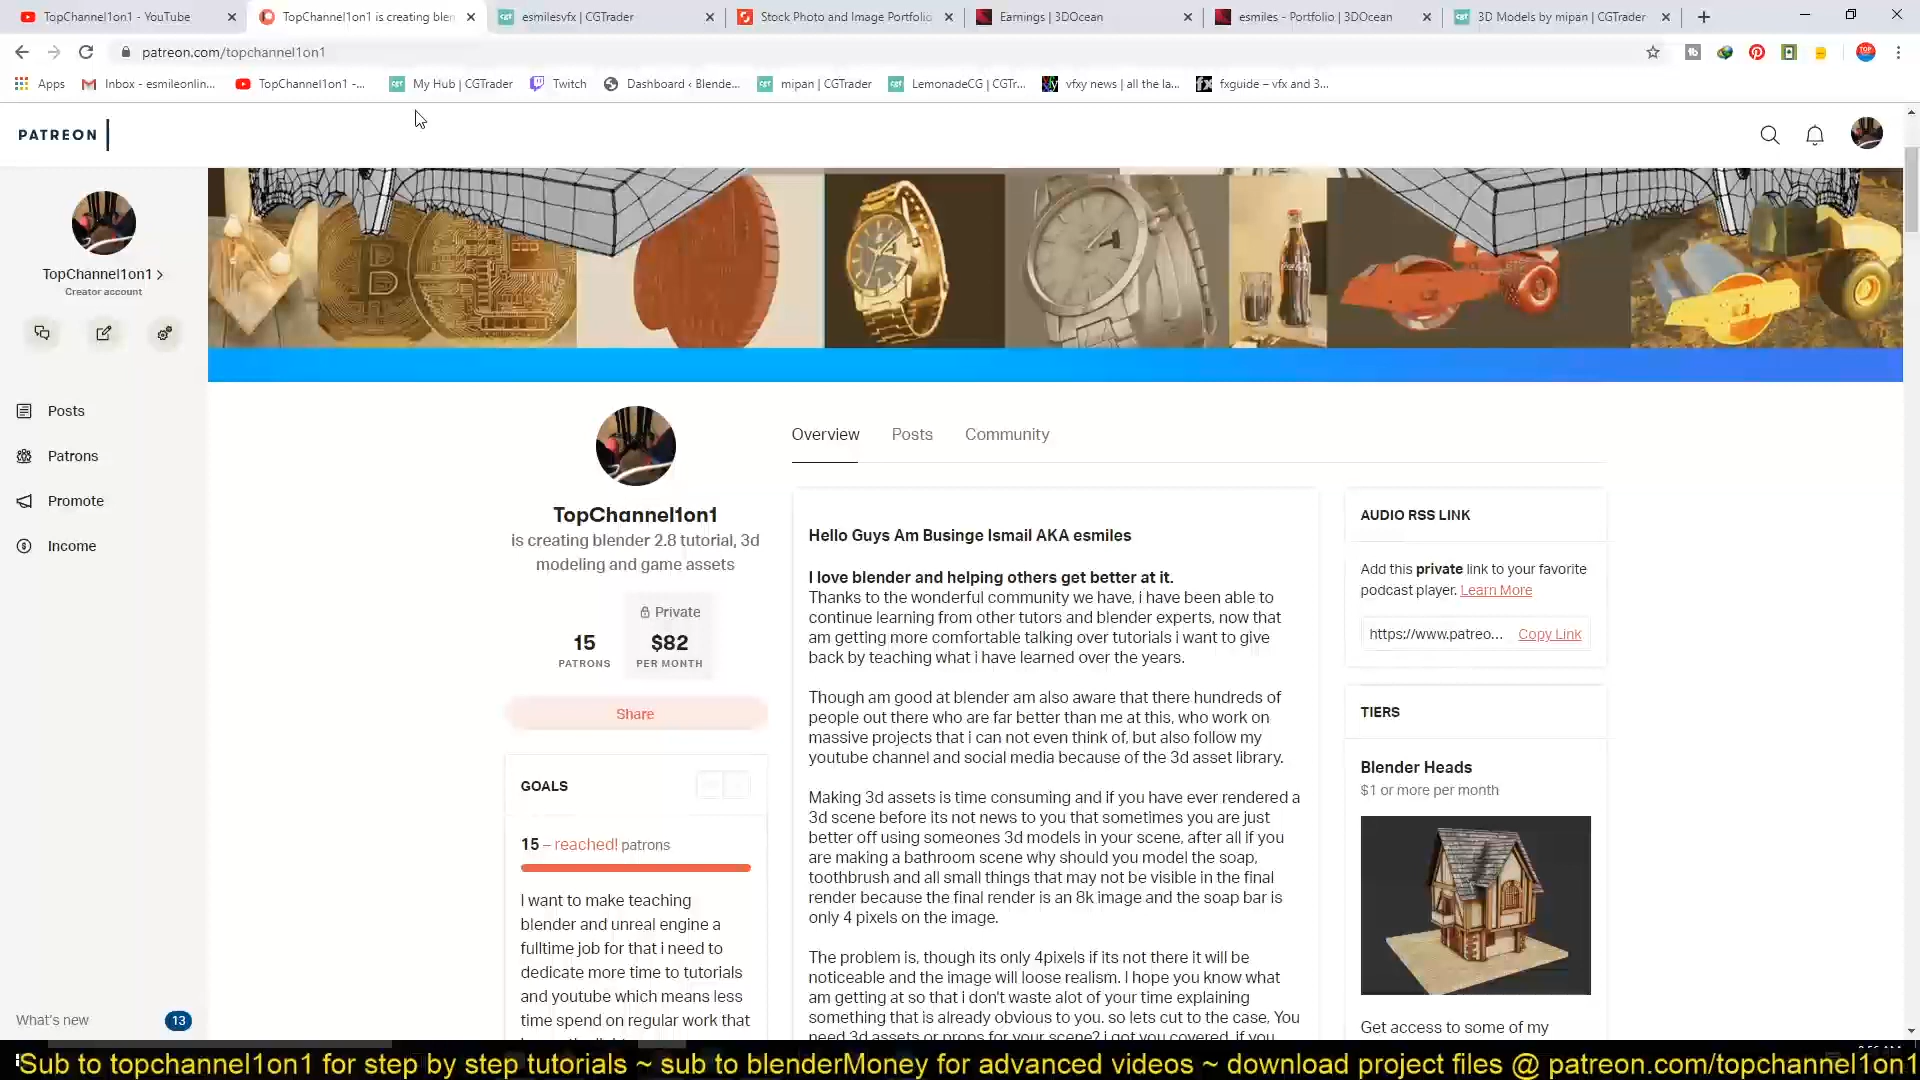 TopChannel1on1 - YouTube
TopChannel1on1 is creating blen
esmilesvfx | CGTrader
Stock Photo and Image Portfolio
Earnings | 3DOcean
esmiles - Portfolio | 3DOcean
3D Models by mipan | CGTrader
patreon.com/topchannel1on1
Apps
Inbox - esmileonlin...
TopChannel1on1 -...
My Hub | CGTrader
Twitch
Dashboard ‹ Blende...
mipan | CGTrader
LemonadeCG | CGTr...
vfxy news | all the la...
fxguide – vfx and 3...
PATREON
TopChannel1on1
Creator account
Posts
Patrons
Promote
Income
What's new
13
TopChannel1on1
is creating blender 2.8 tutorial, 3d
modeling and game assets
Private
15
PATRONS
$82
PER MONTH
Share
GOALS
15 – reached! patrons
I want to make teaching
blender and unreal engine a
fulltime job for that i need to
dedicate more time to tutorials
and youtube which means less
time spend on regular work that
Overview
Posts
Community
Hello Guys Am Businge Ismail AKA esmiles
I love blender and helping others get better at it.
Thanks to the wonderful community we have, i have been able to
continue learning from other tutors and blender experts, now that
am getting more comfortable talking over tutorials i want to give
back by teaching what i have learned over the years.
Though am good at blender am also aware that there hundreds of
people out there who are far better than me at this, who work on
massive projects that i can not even think of, but also follow my
youtube channel and social media because of the 3d asset library.
Making 3d assets is time consuming and if you have ever rendered a
3d scene before its not news to you that sometimes you are just
better off using someones 3d models in your scene, after all if you
are making a bathroom scene why should you model the soap,
toothbrush and all small things that may not be visible in the final
render because the final render is an 8k image and the soap bar is
only 4 pixels on the image.
The problem is, though its only 4pixels if its not there it will be
noticeable and the image will loose realism. I hope you know what
am getting at so that i don't waste alot of your time explaining
something that is already obvious to you. so lets cut to the case, You
need 3d assets or props for your scene? i got you covered, if you
AUDIO RSS LINK
Add this private link to your favorite
podcast player. Learn More
https://www.patreo...
Copy Link
TIERS
Blender Heads
$1 or more per month
Get access to some of my
Sub to topchannel1on1 for step by step tutorials ~ sub to blenderMoney for advanced videos ~ download project files @ patreon.com/topchannel1on1